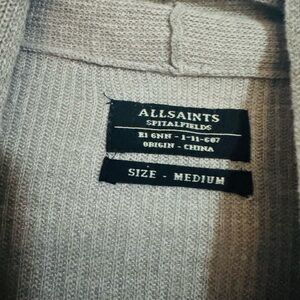 ALLSAINTS
SPITALFIELDS
E1 6NN - 1-11-607
ORIGIN - CHINA
SIZE - MEDIUM